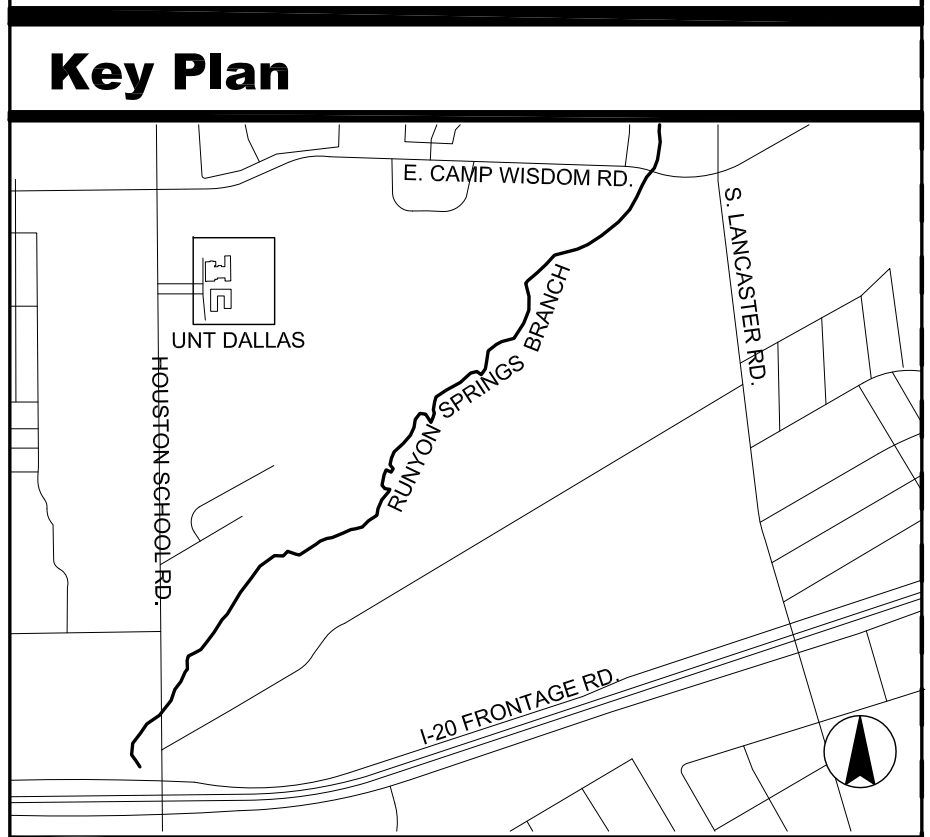 Key Plan
E. CAMP WISDOM RD.
S. LANCASTER RD.
UNT DALLAS
HOUSTON SCHOOL RD.
RUNYON SPRINGS BRANCH
I-20 FRONTAGE RD.